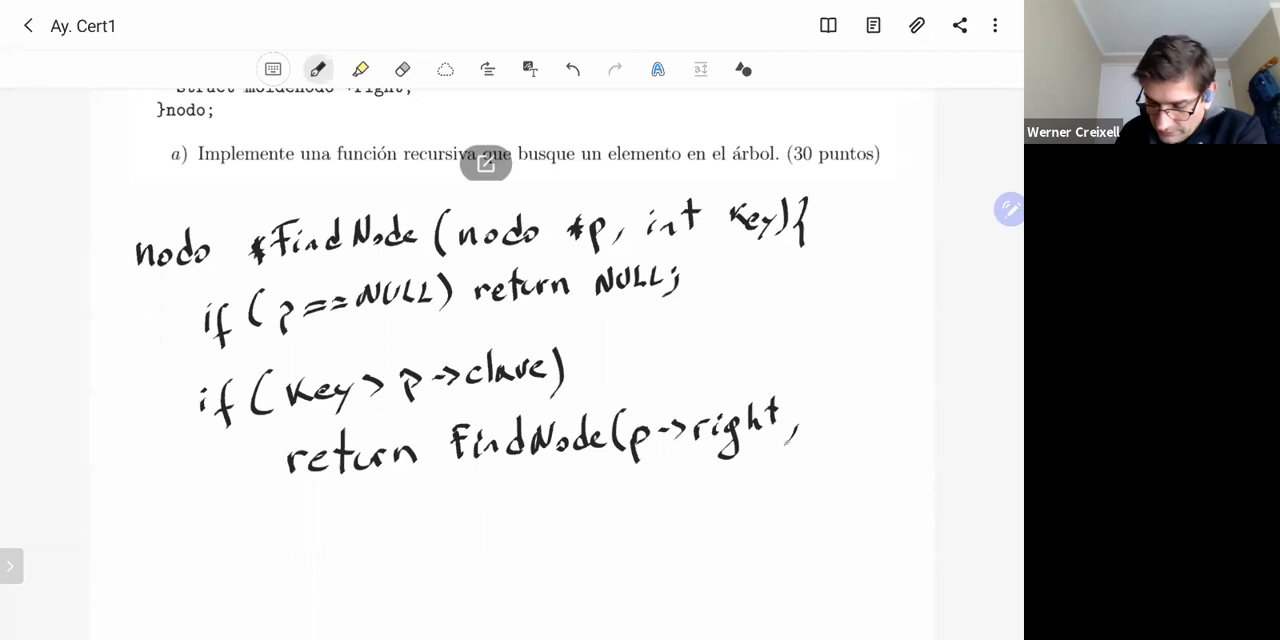 Ay. Cert1
}nodo;
a) Implemente una función recursiva que busque un elemento en el árbol. (30 puntos)
nodo *FindNode (nodo *p, int Key){
if (p==NULL) return NULL;
if (Key > p->clave)
return FindNode(p->right,
Werner Creixell